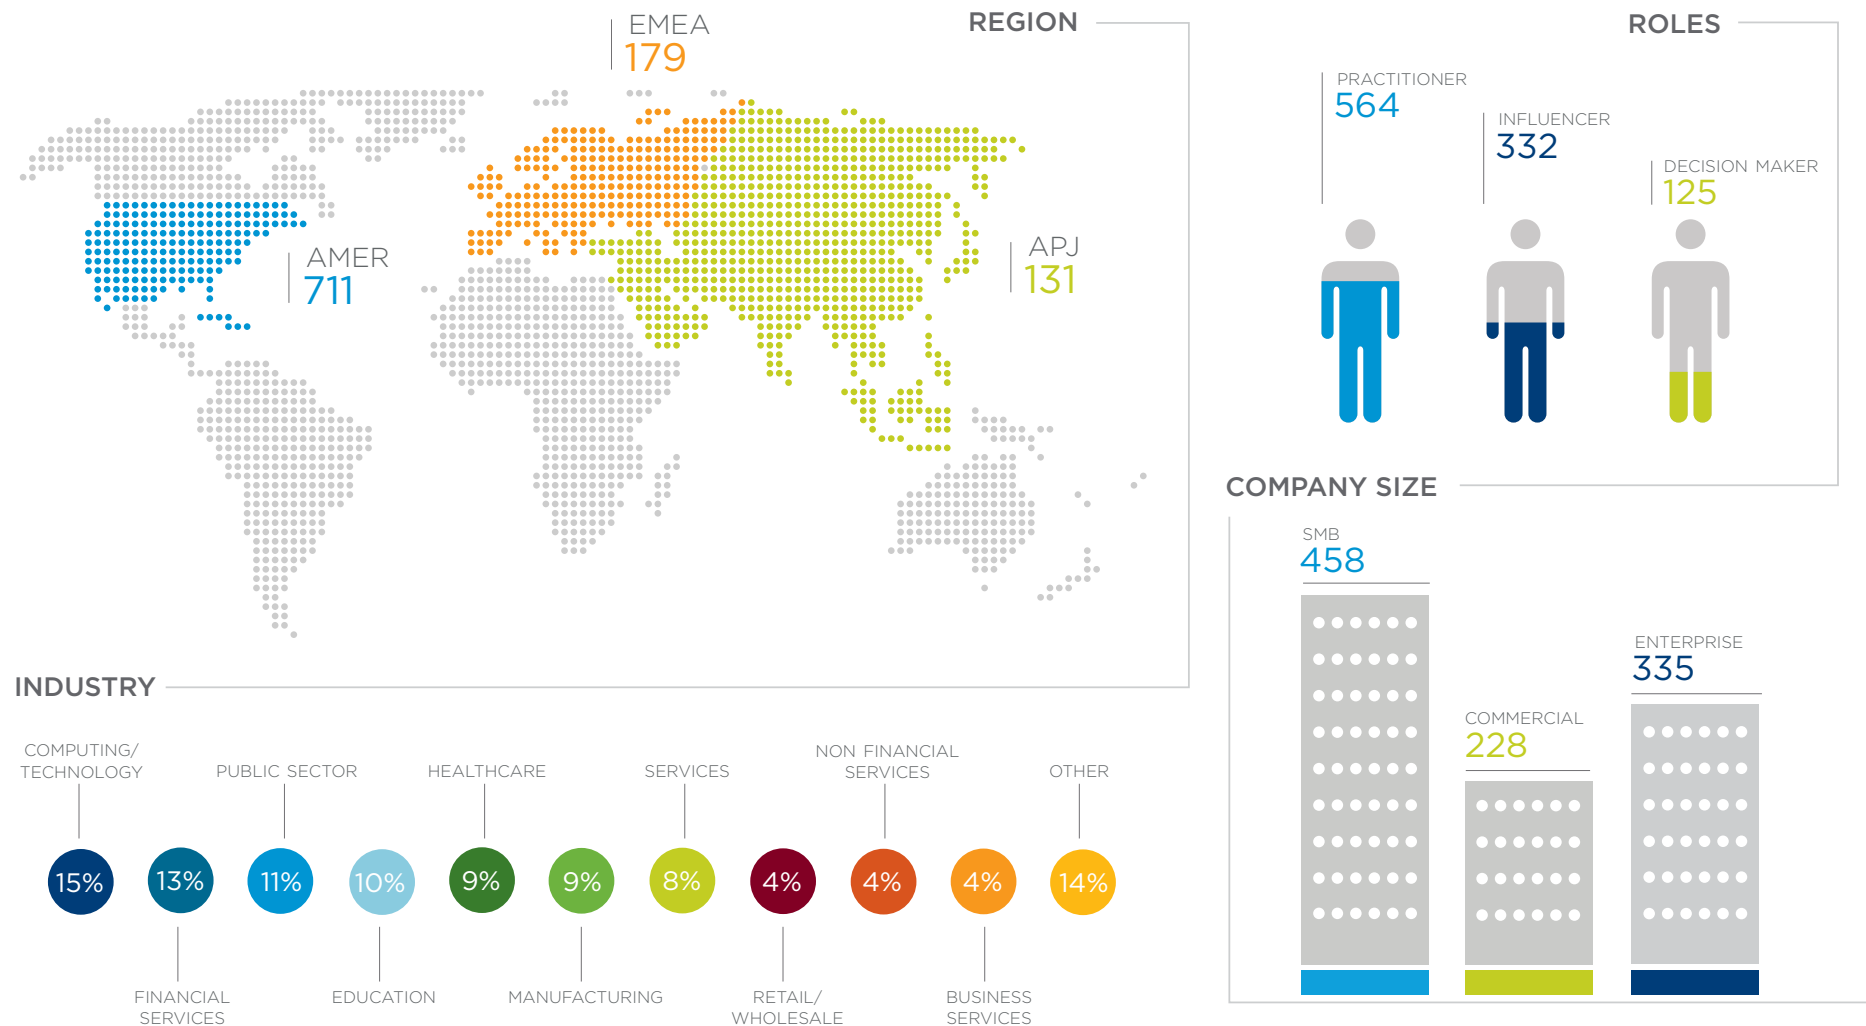 REGION
EMEA
179
AMER
711
APJ
131
ROLES
PRACTITIONER
564
INFLUENCER
332
DECISION MAKER
125
COMPANY SIZE
SMB
458
COMMERCIAL
228
ENTERPRISE
335
INDUSTRY
COMPUTING/
TECHNOLOGY
PUBLIC SECTOR
HEALTHCARE
SERVICES
NON FINANCIAL
SERVICES
OTHER
15%
13%
11%
10%
9%
9%
8%
4%
4%
4%
14%
FINANCIAL
SERVICES
EDUCATION
MANUFACTURING
RETAIL/
WHOLESALE
BUSINESS
SERVICES